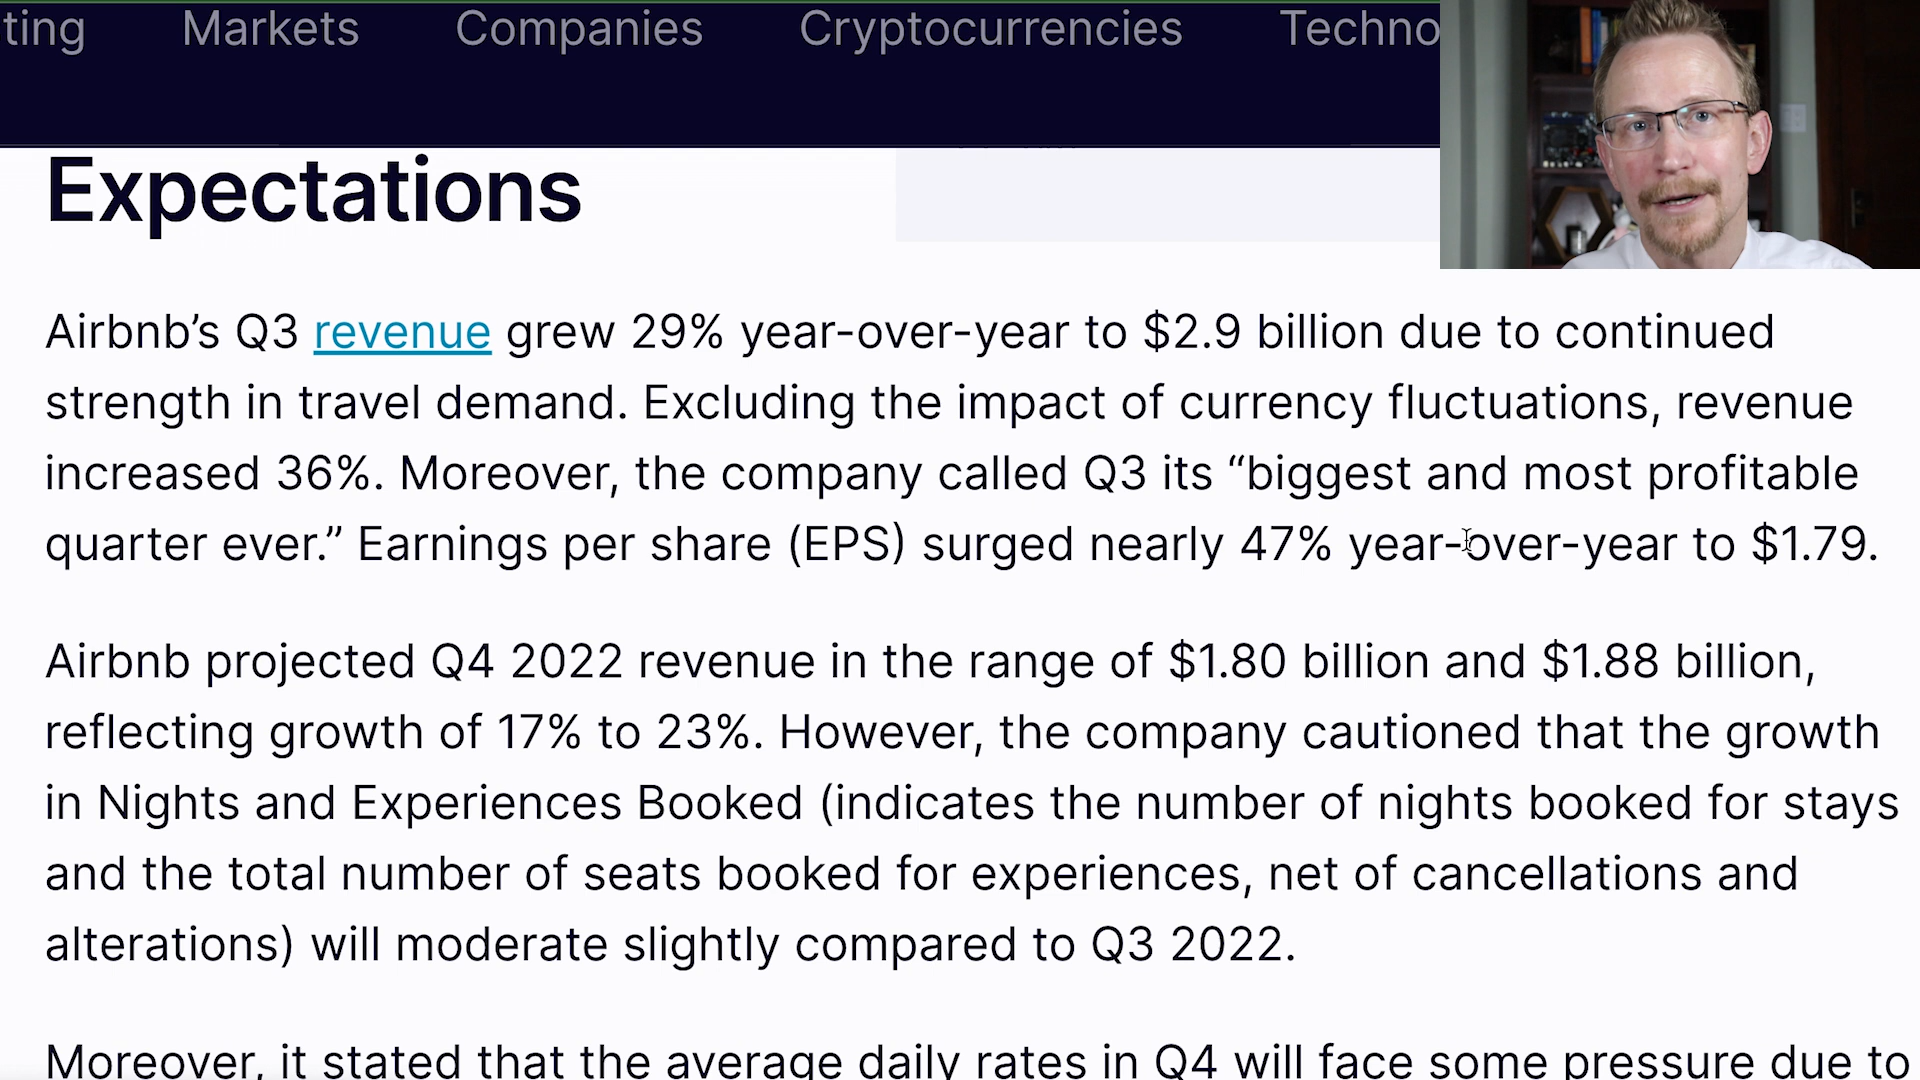 ting Markets Companies Cryptocurrencies Techno
Expectations
Airbnb’s Q3 revenue grew 29% year-over-year to $2.9 billion due to continued
strength in travel demand. Excluding the impact of currency fluctuations, revenue
increased 36%. Moreover, the company called Q3 its “biggest and most profitable
quarter ever.” Earnings per share (EPS) surged nearly 47% year-over-year to $1.79.
Airbnb projected Q4 2022 revenue in the range of $1.80 billion and $1.88 billion,
reflecting growth of 17% to 23%. However, the company cautioned that the growth
in Nights and Experiences Booked (indicates the number of nights booked for stays
and the total number of seats booked for experiences, net of cancellations and
alterations) will moderate slightly compared to Q3 2022.
Moreover, it stated that the average daily rates in Q4 will face some pressure due to